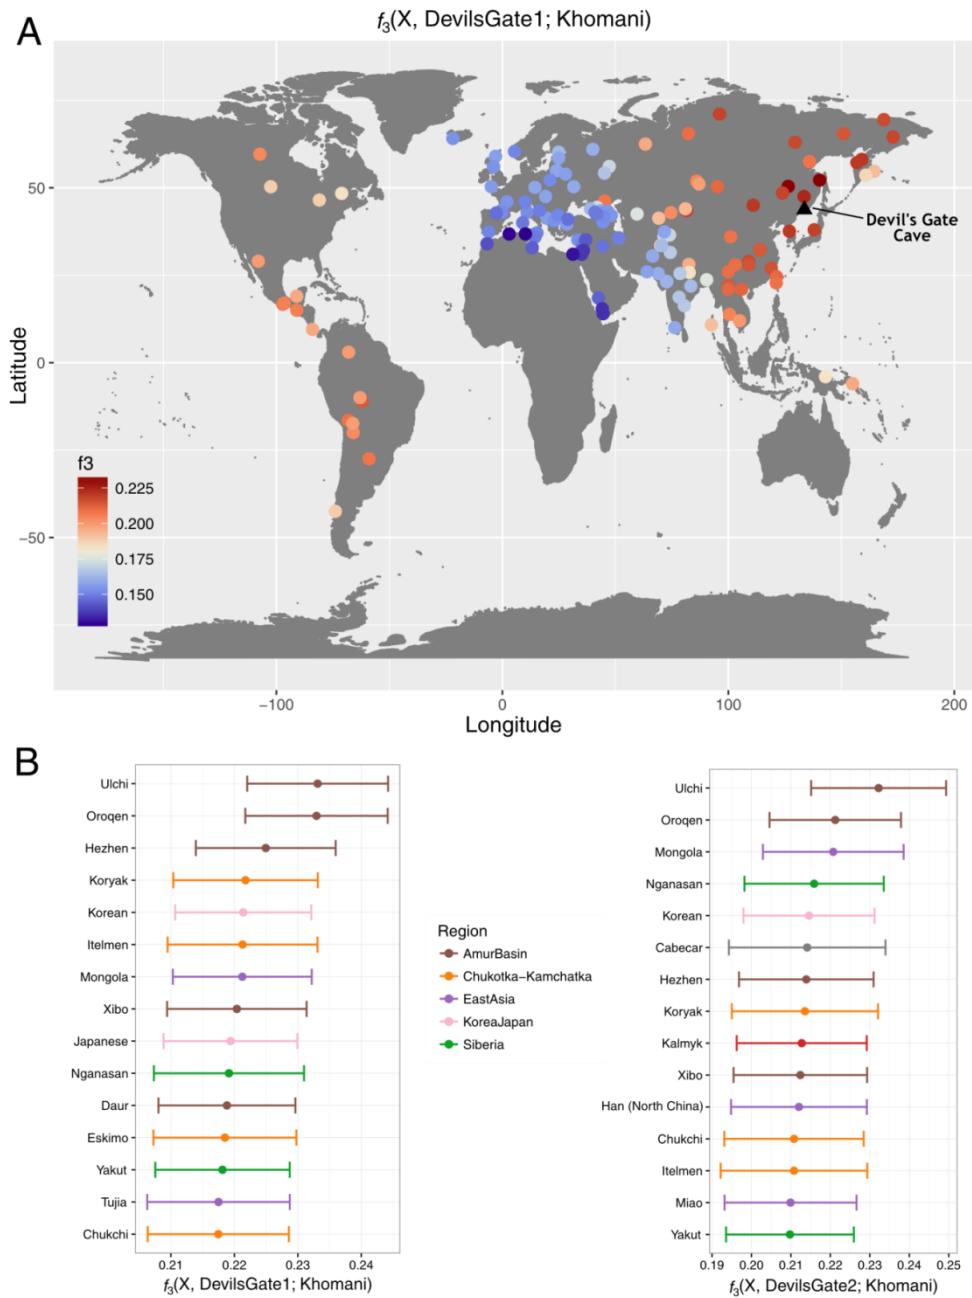 A
f3(X, DevilsGate1; Khomani)
Latitude
50
0
−50
Devil's Gate
Cave
f3
0.225
0.200
0.175
0.150
−100
0
100
200
Longitude
B
Ulchi
Oroqen
Hezhen
Koryak
Korean
Itelmen
Mongola
Xibo
Japanese
Nganasan
Daur
Eskimo
Yakut
Tujia
Chukchi
0.21
0.22
0.23
0.24
f3(X, DevilsGate1; Khomani)
Region
AmurBasin
Chukotka−Kamchatka
EastAsia
KoreaJapan
Siberia
Ulchi
Oroqen
Mongola
Nganasan
Korean
Cabecar
Hezhen
Koryak
Kalmyk
Xibo
Han (North China)
Chukchi
Itelmen
Miao
Yakut
0.19
0.20
0.21
0.22
0.23
0.24
0.25
f3(X, DevilsGate2; Khomani)